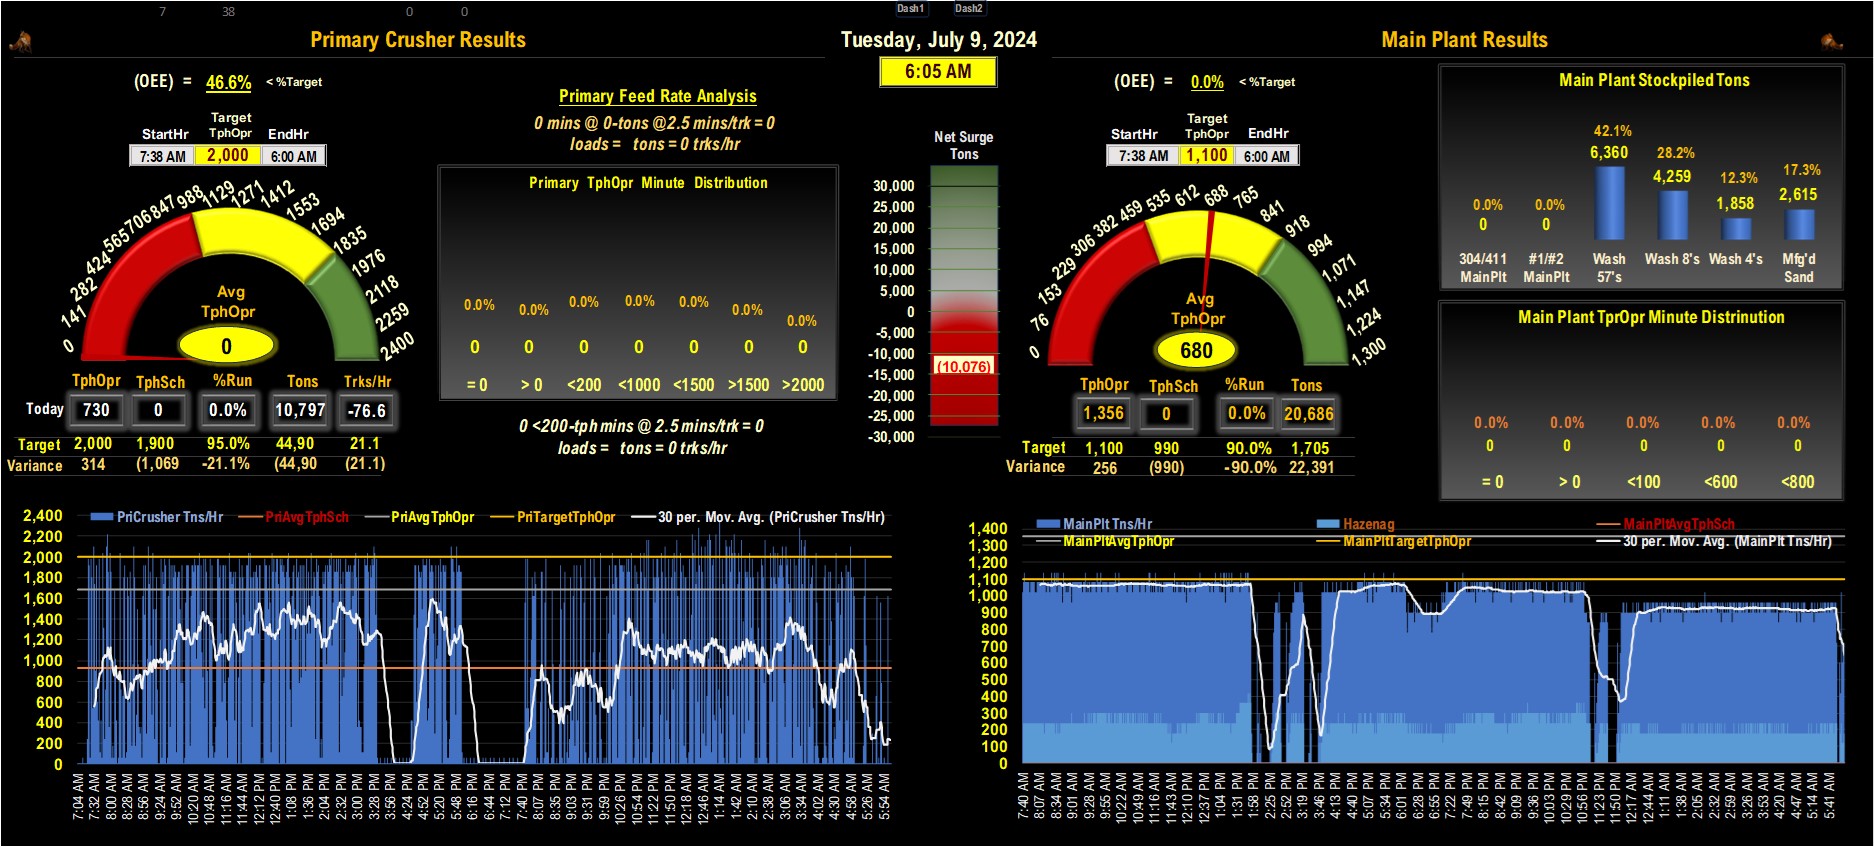 7 38 0 0 Dash1 Dash2
Primary Crusher Results
Tuesday, July 9, 2024
Main Plant Results
6:05 AM
(OEE) = 46.6% < %Target
Target
StartHr TphOpr EndHr
7:38 AM 2,000 6:00 AM
0 141 282 424 565 706 847 988 1129 1271 1412 1553 1694 1835 1976 2118 2259 2400
Avg
TphOpr
0
TphOpr TphSch %Run Tons Trks/Hr
Today 730 0 0.0% 10,797 -76.6
Target 2,000 1,900 95.0% 44,90 21.1
Variance 314 (1,069 -21.1% (44,90 (21.1)
Primary Feed Rate Analysis
0 mins @ 0-tons @2.5 mins/trk = 0
loads = tons = 0 trks/hr
Primary TphOpr Minute Distribution
0.0% 0.0% 0.0% 0.0% 0.0% 0.0% 0.0%
0 0 0 0 0 0 0
= 0 > 0 <200 <1000 <1500 >1500 >2000
0 <200-tph mins @ 2.5 mins/trk = 0
loads = tons = 0 trks/hr
Net Surge
Tons
30,000
25,000
20,000
15,000
10,000
5,000
0
-5,000
-10,000
(10,076)
-15,000
-20,000
-25,000
-30,000
(OEE) = 0.0% < %Target
Target
StartHr TphOpr EndHr
7:38 AM 1,100 6:00 AM
0 76 153 229 306 382 459 535 612 688 765 841 918 994 1,071 1,147 1,224 1,300
Avg
TphOpr
680
TphOpr TphSch %Run Tons
1,356 0 0.0% 20,686
Target 1,100 990 90.0% 1,705
Variance 256 (990) -90.0% 22,391
Main Plant Stockpiled Tons
0.0% 0.0% 42.1% 28.2% 12.3% 17.3%
0 0 6,360 4,259 1,858 2,615
304/411 #1/#2 Wash Wash 8's Wash 4's Mfg'd
MainPlt MainPlt 57's Sand
Main Plant TprOpr Minute Distrinution
0.0% 0.0% 0.0% 0.0% 0.0%
0 0 0 0 0
= 0 > 0 <100 <600 <800
PriCrusher Tns/Hr PriAvgTphSch PriAvgTphOpr PriTargetTphOpr 30 per. Mov. Avg. (PriCrusher Tns/Hr)
2,400
2,200
2,000
1,800
1,600
1,400
1,200
1,000
800
600
400
200
0
7:04 AM 7:32 AM 8:00 AM 8:28 AM 8:56 AM 9:24 AM 9:52 AM 10:20 AM 10:48 AM 11:16 AM 11:44 AM 12:12 PM 12:40 PM 1:08 PM 1:36 PM 2:04 PM 2:32 PM 3:00 PM 3:28 PM 3:56 PM 4:24 PM 4:52 PM 5:20 PM 5:48 PM 6:16 PM 6:44 PM 7:12 PM 7:40 PM 8:07 PM 8:35 PM 9:03 PM 9:31 PM 9:59 PM 10:26 PM 10:54 PM 11:22 PM 11:50 PM 12:18 AM 12:46 AM 1:14 AM 1:42 AM 2:10 AM 2:38 AM 3:06 AM 3:34 AM 4:02 AM 4:30 AM 4:58 AM 5:26 AM 5:54 AM
MainPlt Tns/Hr Hazenag MainPltAvgTphSch
MainPltAvgTphOpr MainPltTargetTphOpr 30 per. Mov. Avg. (MainPlt Tns/Hr)
1,400
1,300
1,200
1,100
1,000
900
800
700
600
500
400
300
200
100
0
7:40 AM 8:07 AM 8:34 AM 9:01 AM 9:28 AM 9:55 AM 10:22 AM 10:49 AM 11:16 AM 11:43 AM 12:10 PM 12:37 PM 1:04 PM 1:31 PM 1:58 PM 2:25 PM 2:52 PM 3:19 PM 3:46 PM 4:13 PM 4:40 PM 5:07 PM 5:34 PM 6:01 PM 6:28 PM 6:55 PM 7:22 PM 7:49 PM 8:15 PM 8:42 PM 9:09 PM 9:36 PM 10:03 PM 10:29 PM 10:56 PM 11:23 PM 11:50 PM 12:17 AM 12:44 AM 1:11 AM 1:38 AM 2:05 AM 2:32 AM 2:59 AM 3:26 AM 3:53 AM 4:20 AM 4:47 AM 5:14 AM 5:41 AM